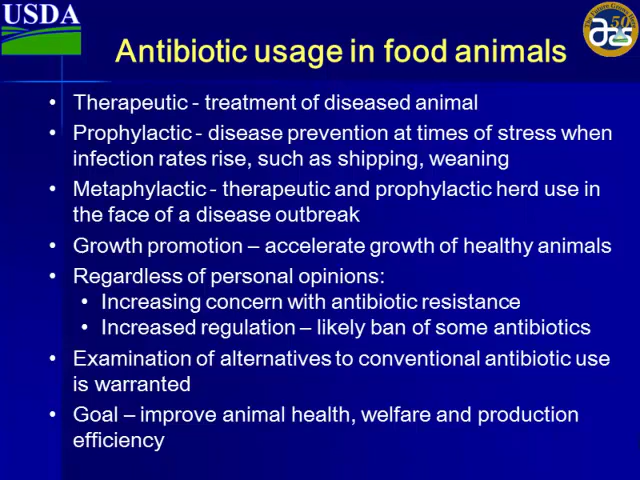 USDA
Antibiotic usage in food animals
• Therapeutic - treatment of diseased animal
• Prophylactic - disease prevention at times of stress when
infection rates rise, such as shipping, weaning
• Metaphylactic - therapeutic and prophylactic herd use in
the face of a disease outbreak
• Growth promotion – accelerate growth of healthy animals
• Regardless of personal opinions:
• Increasing concern with antibiotic resistance
• Increased regulation – likely ban of some antibiotics
• Examination of alternatives to conventional antibiotic use
is warranted
• Goal – improve animal health, welfare and production
efficiency